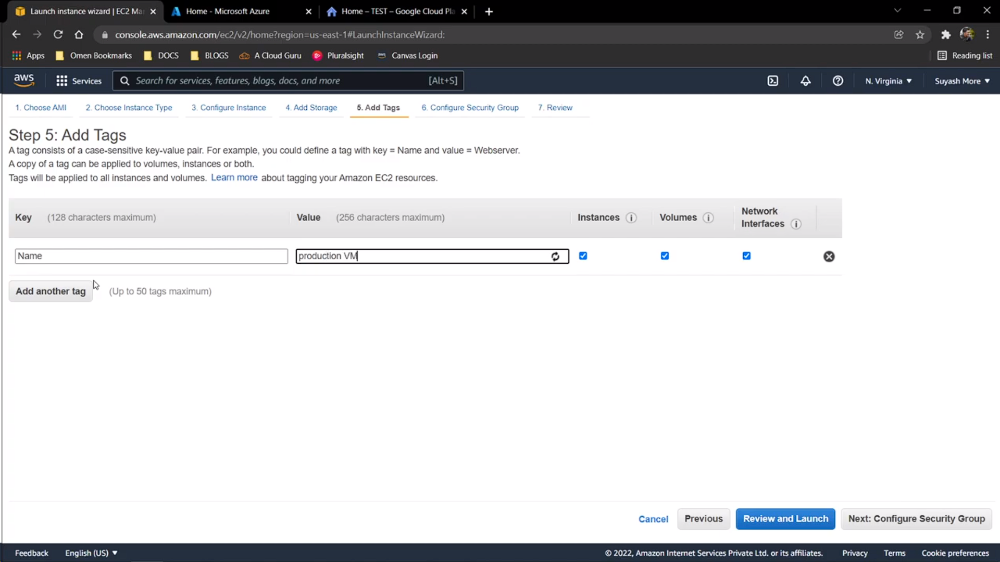 Launch instance wizard | EC2 Ma
Home - Microsoft Azure
Home – TEST – Google Cloud Pla
console.aws.amazon.com/ec2/v2/home?region=us-east-1#LaunchInstanceWizard:
Apps
Omen Bookmarks
DOCS
BLOGS
A Cloud Guru
Pluralsight
Canvas Login
Reading list
aws
Services
Search for services, features, blogs, docs, and more
[Alt+S]
N. Virginia
Suyash More
1. Choose AMI
2. Choose Instance Type
3. Configure Instance
4. Add Storage
5. Add Tags
6. Configure Security Group
7. Review
Step 5: Add Tags
A tag consists of a case-sensitive key-value pair. For example, you could define a tag with key = Name and value = Webserver.
A copy of a tag can be applied to volumes, instances or both.
Tags will be applied to all instances and volumes. Learn more about tagging your Amazon EC2 resources.
Key (128 characters maximum)
Value (256 characters maximum)
Instances
Volumes
Network
Interfaces
Name
production VM
Add another tag
(Up to 50 tags maximum)
Cancel
Previous
Review and Launch
Next: Configure Security Group
Feedback
English (US)
© 2022, Amazon Internet Services Private Ltd. or its affiliates.
Privacy
Terms
Cookie preferences